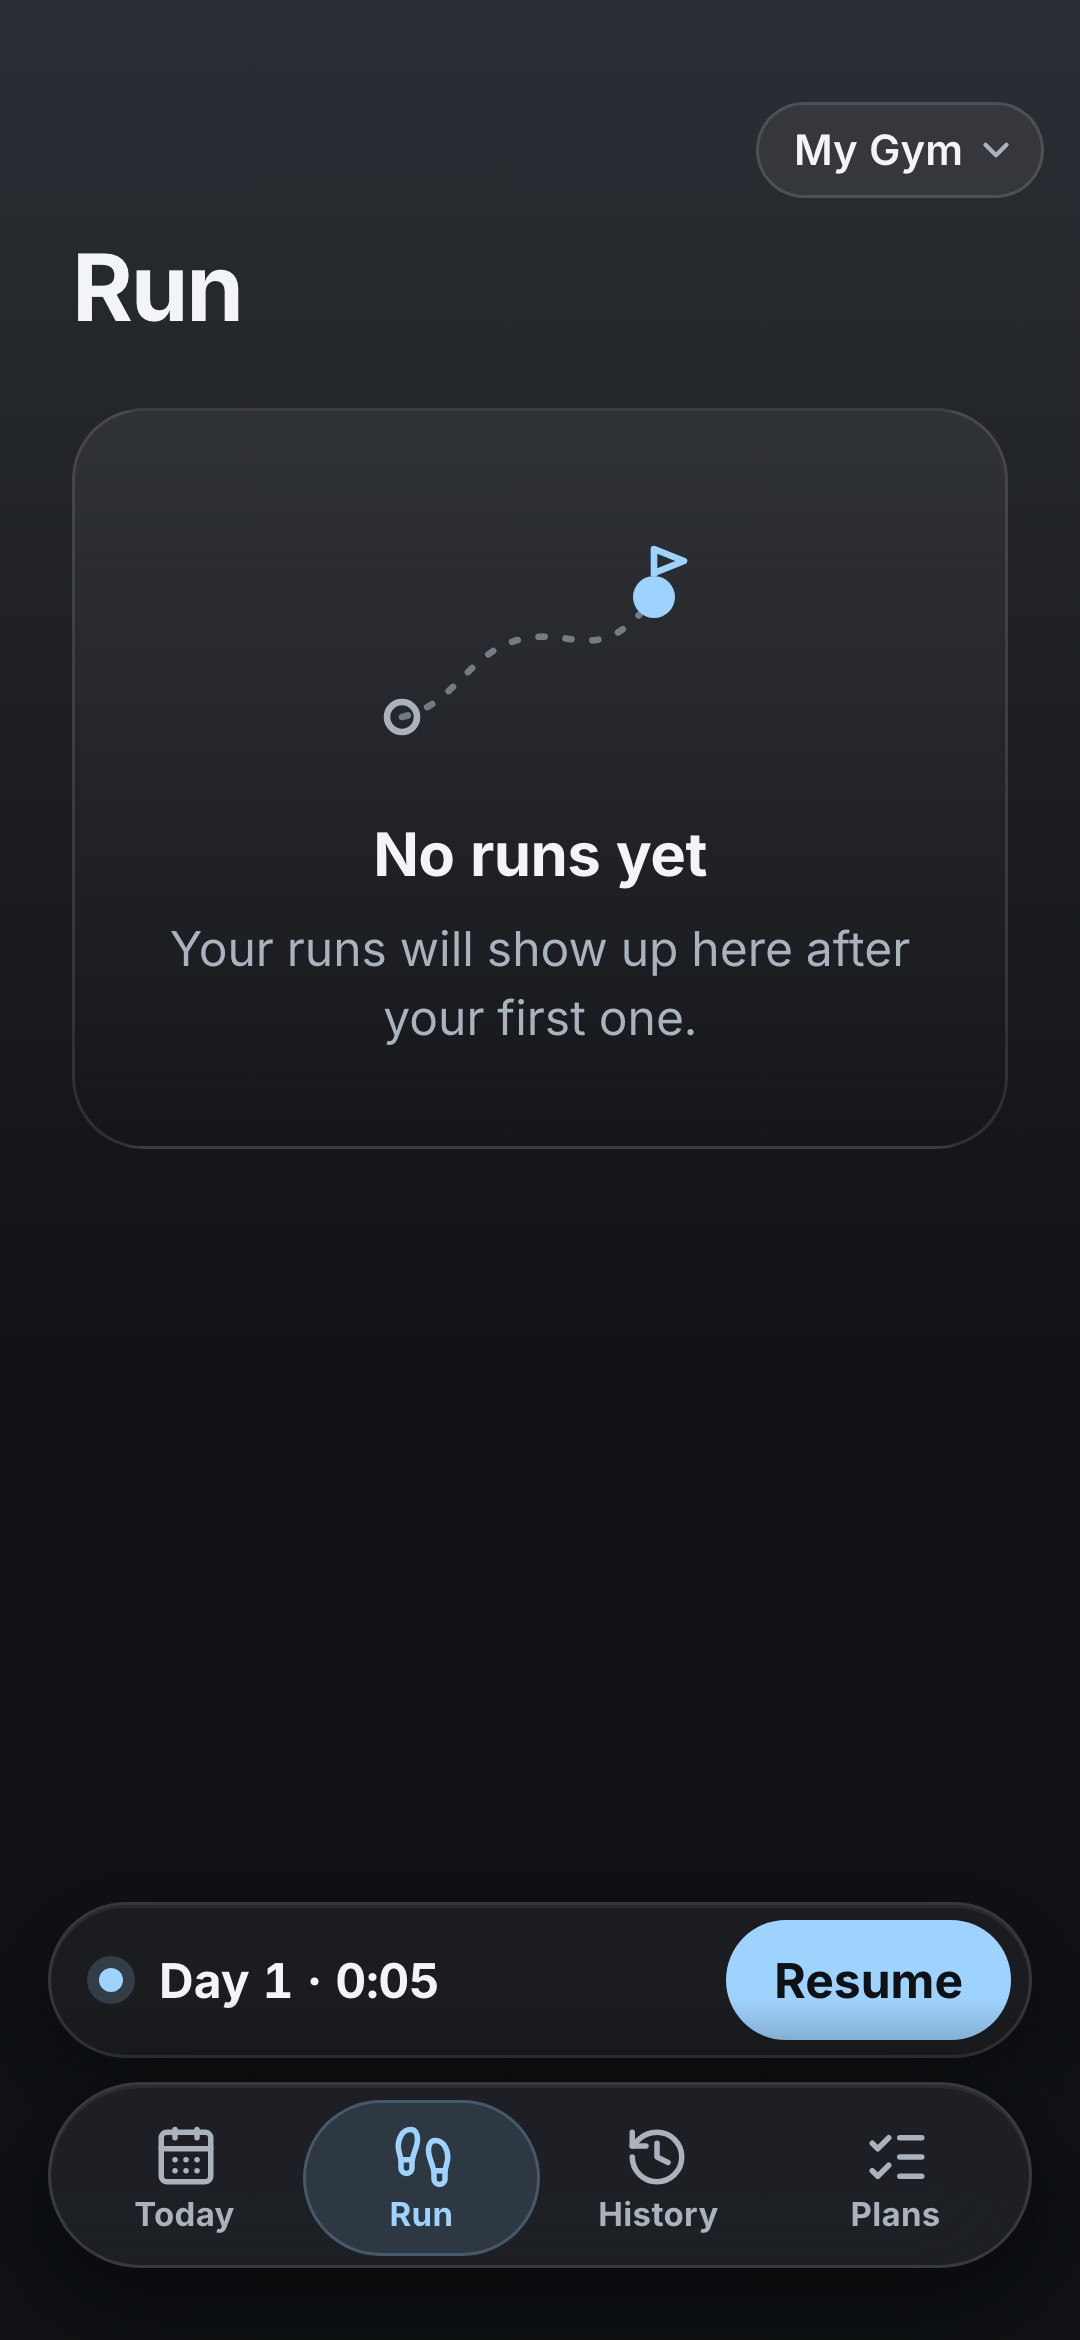 My Gym
Run
No runs yet
Your runs will show up here after
your first one.
Day 1 · 0:05
Resume
Today
Run
History
Plans